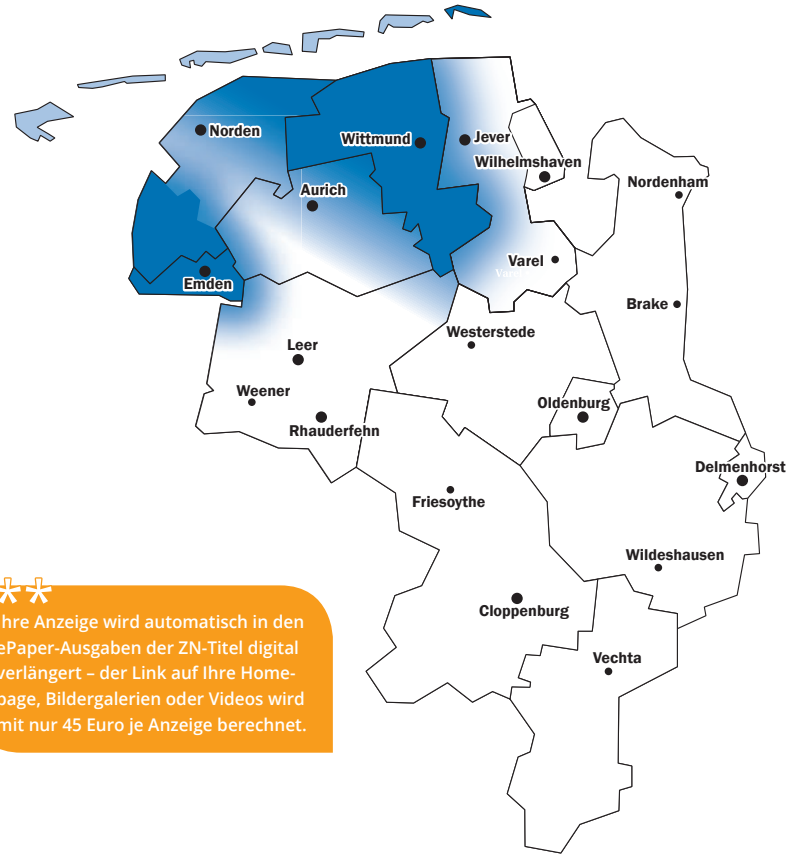 Norden
Wittmund
Jever
Wilhelmshaven
Nordenham
Aurich
Varel
Emden
Brake
Westerstede
Leer
Weener
Oldenburg
Rhauderfehn
Delmenhorst
Friesoythe
Wildeshausen
Cloppenburg
Vechta
**
hre Anzeige wird automatisch in den
ePaper-Ausgaben der ZN-Titel digital
verlängert – der Link auf Ihre Home-
page, Bildergalerien oder Videos wird
mit nur 45 Euro je Anzeige berechnet.